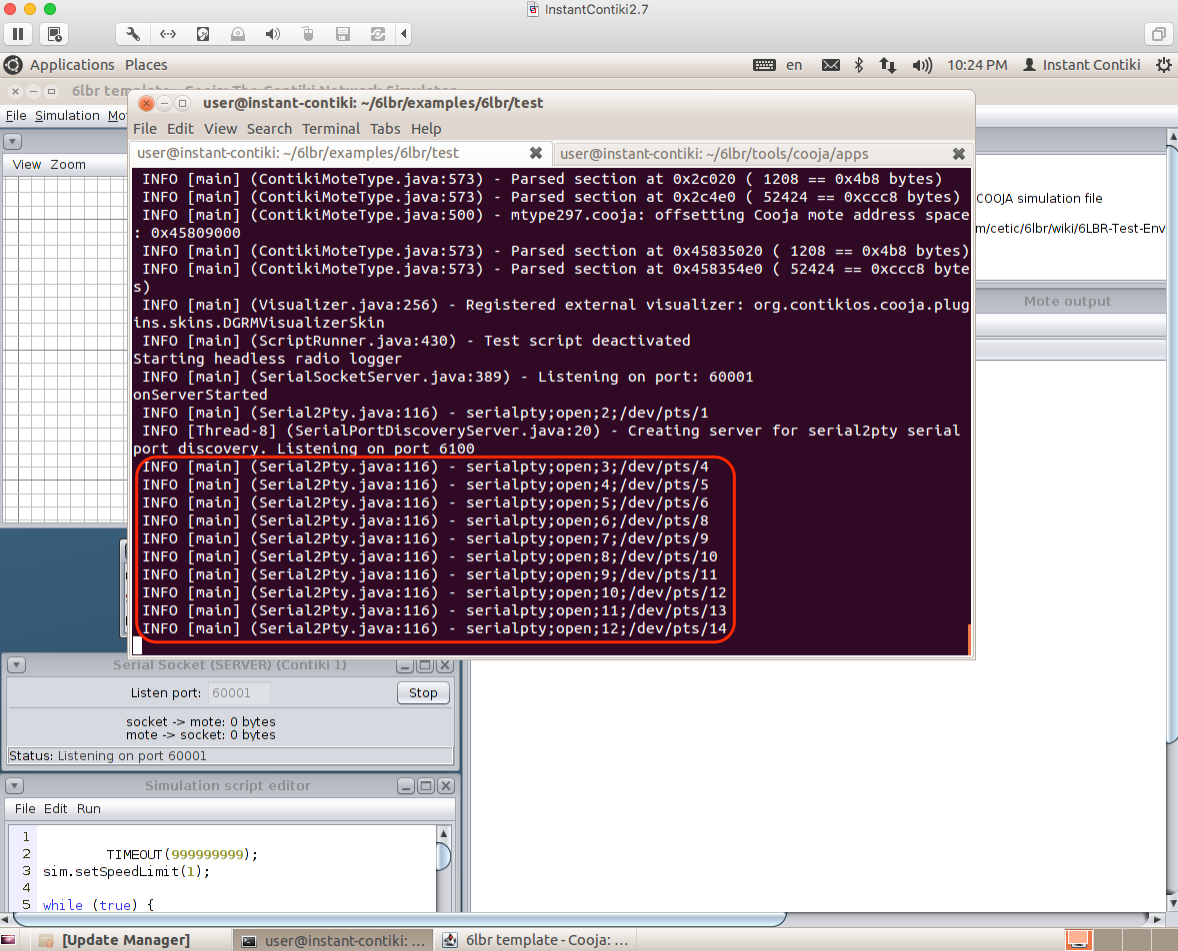 InstantContiki2.7
Applications Places
en
10:24 PM
Instant Contiki
6lbr template - Cooja: The Contiki Network Simulator
File Simulation Mo
user@instant-contiki: ~/6lbr/examples/6lbr/test
File Edit View Search Terminal Tabs Help
user@instant-contiki: ~/6lbr/examples/6lbr/test
user@instant-contiki: ~/6lbr/tools/cooja/apps
View Zoom
INFO [main] (ContikiMoteType.java:573) - Parsed section at 0x2c020 ( 1208 == 0x4b8 bytes)
INFO [main] (ContikiMoteType.java:573) - Parsed section at 0x2c4e0 ( 52424 == 0xccc8 bytes)
INFO [main] (ContikiMoteType.java:500) - mtype297.cooja: offsetting Cooja mote address space
: 0x45809000
INFO [main] (ContikiMoteType.java:573) - Parsed section at 0x45835020 ( 1208 == 0x4b8 bytes)
INFO [main] (ContikiMoteType.java:573) - Parsed section at 0x458354e0 ( 52424 == 0xccc8 byte
s)
INFO [main] (Visualizer.java:256) - Registered external visualizer: org.contikios.cooja.plug
ins.skins.DGRMVisualizerSkin
INFO [main] (ScriptRunner.java:430) - Test script deactivated
Starting headless radio logger
INFO [main] (SerialSocketServer.java:389) - Listening on port: 60001
onServerStarted
INFO [main] (Serial2Pty.java:116) - serialpty;open;2;/dev/pts/1
INFO [Thread-8] (SerialPortDiscoveryServer.java:20) - Creating server for serial2pty serial
port discovery. Listening on port 6100
INFO [main] (Serial2Pty.java:116) - serialpty;open;3;/dev/pts/4
INFO [main] (Serial2Pty.java:116) - serialpty;open;4;/dev/pts/5
INFO [main] (Serial2Pty.java:116) - serialpty;open;5;/dev/pts/6
INFO [main] (Serial2Pty.java:116) - serialpty;open;6;/dev/pts/8
INFO [main] (Serial2Pty.java:116) - serialpty;open;7;/dev/pts/9
INFO [main] (Serial2Pty.java:116) - serialpty;open;8;/dev/pts/10
INFO [main] (Serial2Pty.java:116) - serialpty;open;9;/dev/pts/11
INFO [main] (Serial2Pty.java:116) - serialpty;open;10;/dev/pts/12
INFO [main] (Serial2Pty.java:116) - serialpty;open;11;/dev/pts/13
INFO [main] (Serial2Pty.java:116) - serialpty;open;12;/dev/pts/14
COOJA simulation file
m/cetic/6lbr/wiki/6LBR-Test-Env
Mote output
Serial Socket (SERVER) (Contiki 1)
Listen port: 60001
Stop
socket -> mote: 0 bytes
mote -> socket: 0 bytes
Status: Listening on port 60001
Simulation script editor
File Edit Run
1
2 TIMEOUT(999999999);
3 sim.setSpeedLimit(1);
4
5 while (true) {
[Update Manager]
user@instant-contiki: ...
6lbr template - Cooja: ...